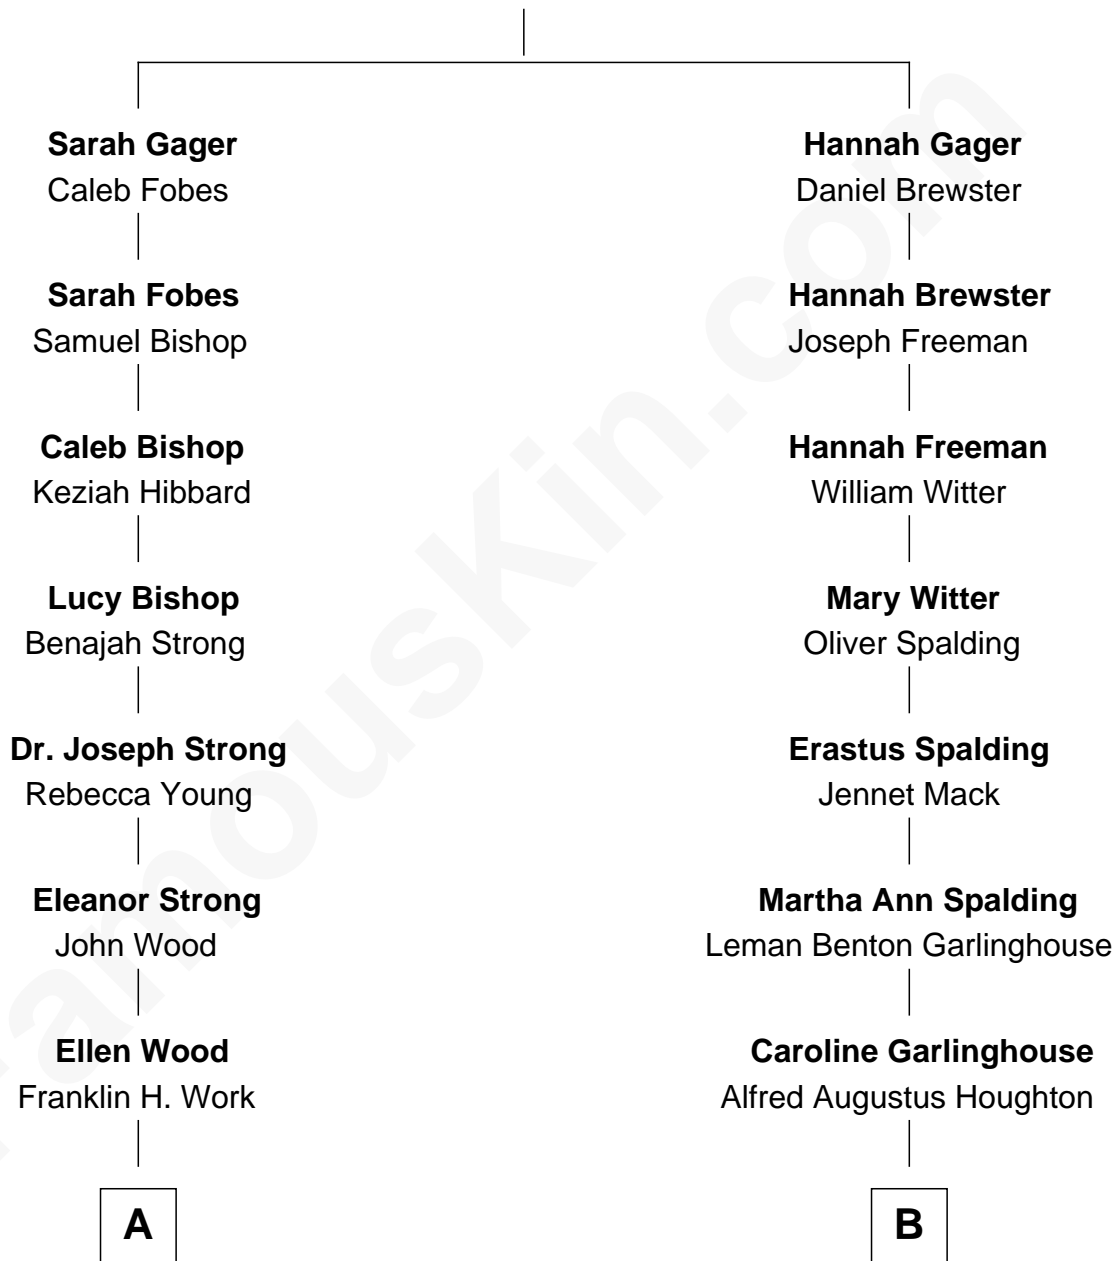 Sarah Gager
Caleb Fobes
Sarah Fobes
Samuel Bishop
Caleb Bishop
Keziah Hibbard
Lucy Bishop
Benajah Strong
Dr. Joseph Strong
Rebecca Young
Eleanor Strong
John Wood
Ellen Wood
Franklin H. Work
A
Hannah Gager
Daniel Brewster
Hannah Brewster
Joseph Freeman
Hannah Freeman
William Witter
Mary Witter
Oliver Spalding
Erastus Spalding
Jennet Mack
Martha Ann Spalding
Leman Benton Garlinghouse
Caroline Garlinghouse
Alfred Augustus Houghton
B
FamousKin.com